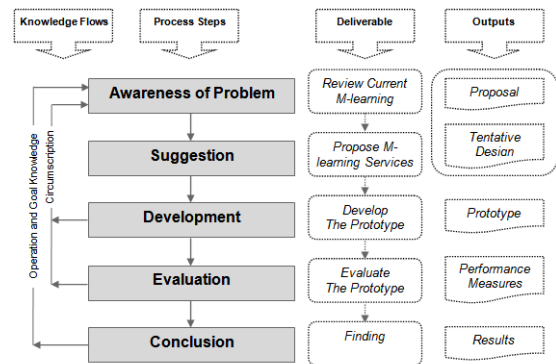 Knowledge Flows
Process Steps
Deliverable
Outputs
Operation and Goal Knowledge
Circumscription
Awareness of Problem
Review Current
M-learning
Proposal
Suggestion
Propose M-
learning Services
Tentative
Design
Development
Develop
The Prototype
Prototype
Evaluation
Evaluate
The Prototype
Performance
Measures
Conclusion
Finding
Results